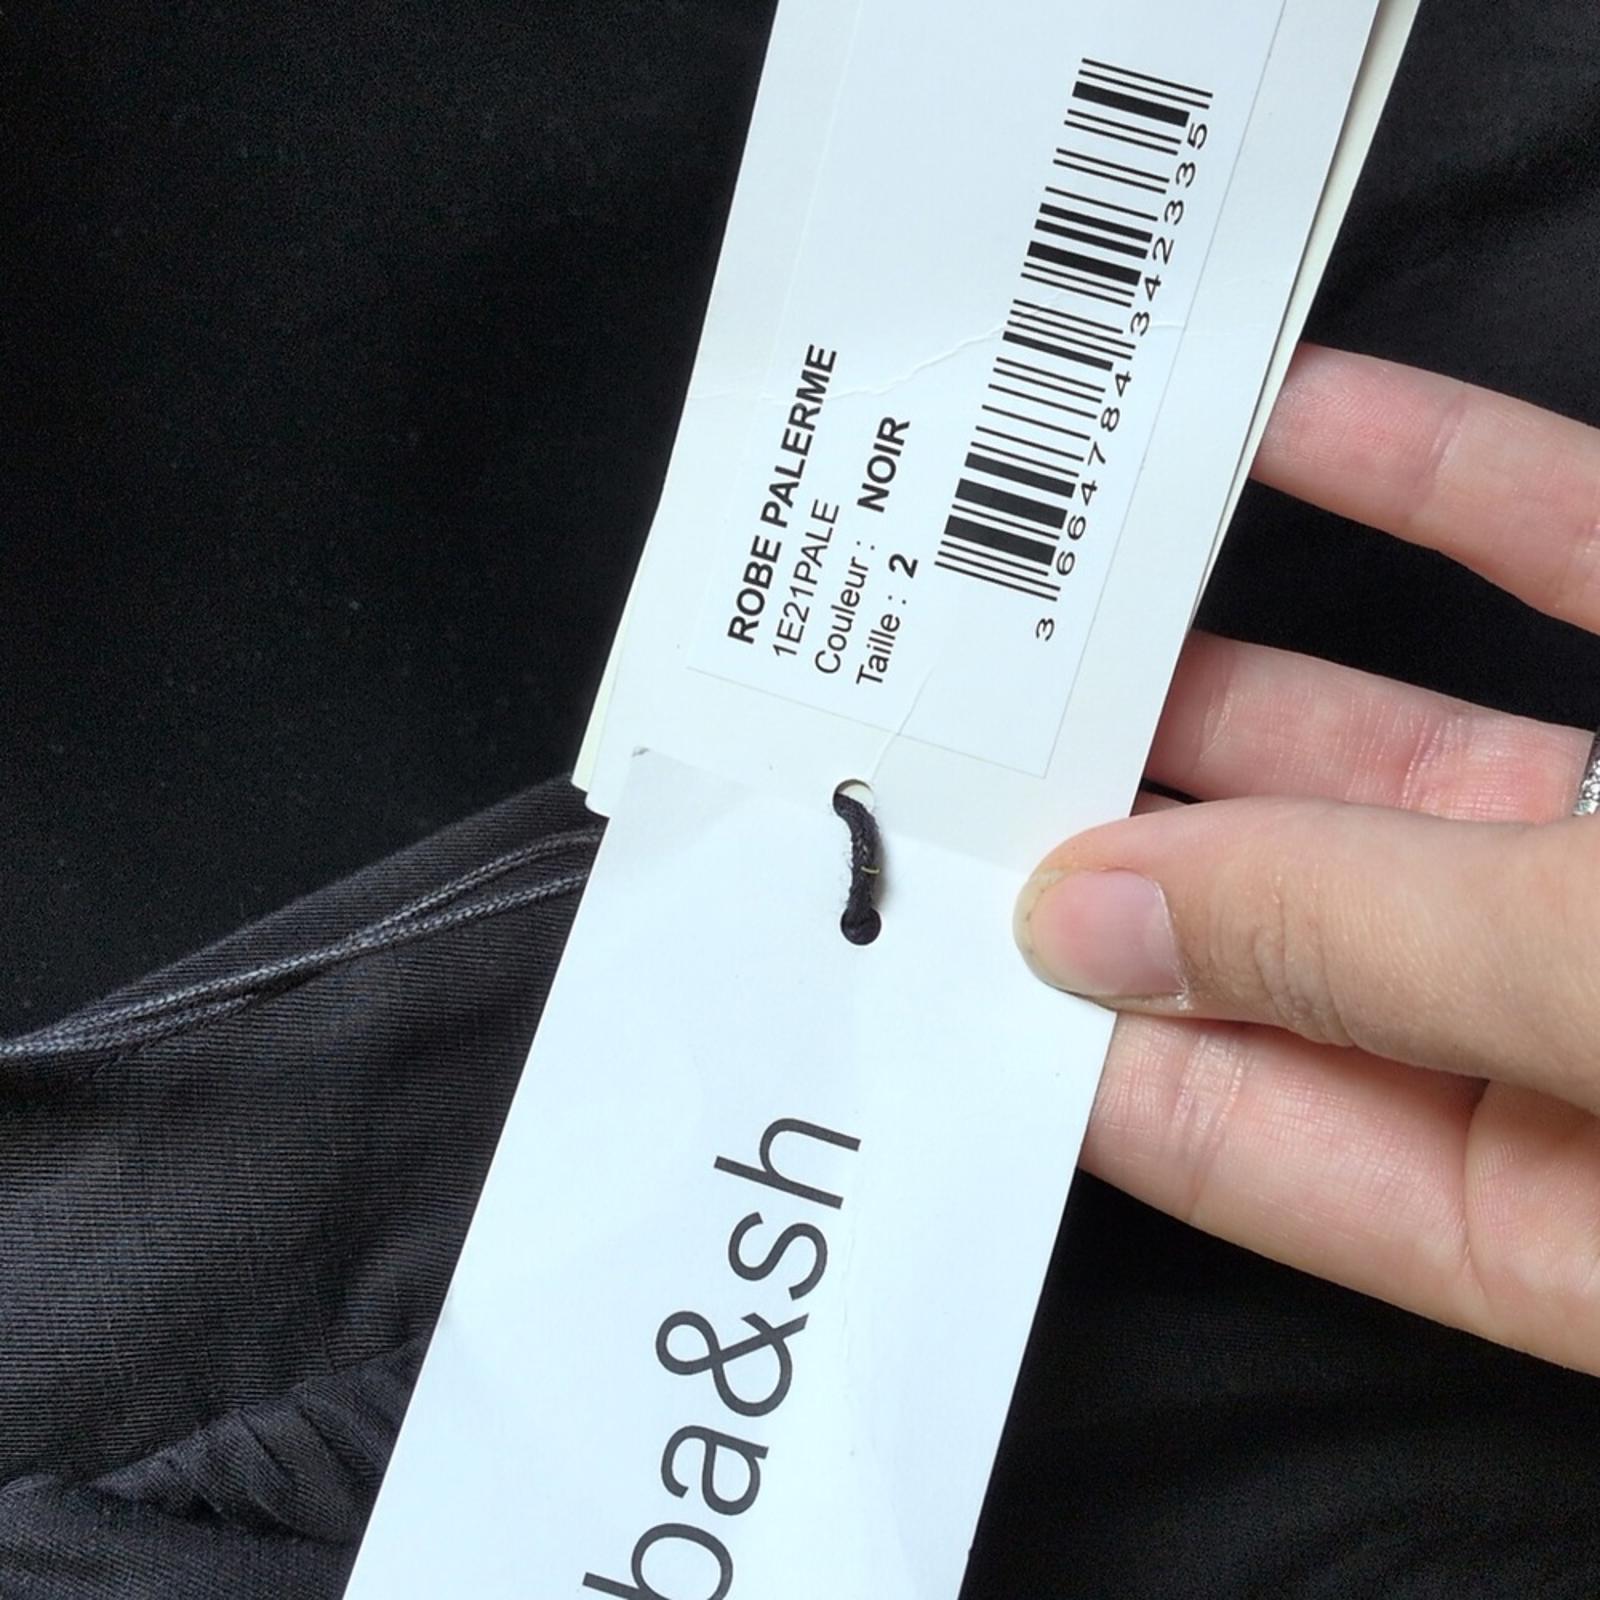 ROBE PALERME
1E21PALE
Couleur : NOIR
Taille : 2
3 664784 342335
ba&sh